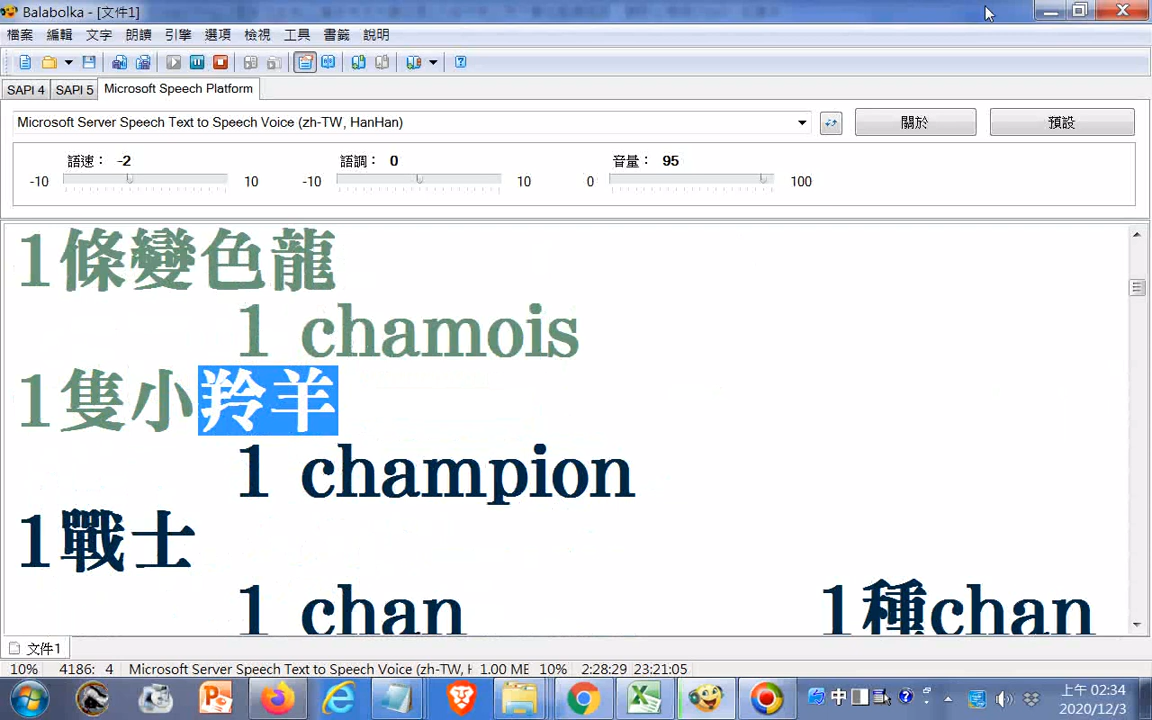 Balabolka - [文件1]
檔案 編輯 文字 朗讀 引擎 選項 檢視 工具 書籤 說明
SAPI 4 SAPI 5 Microsoft Speech Platform
Microsoft Server Speech Text to Speech Voice (zh-TW, HanHan) 關於 預設
語速： -2 語調： 0 音量： 95
-10 10 -10 10 0 100
1條變色龍
1 chamois
1隻小羚羊
1 champion
1戰士
1 chan 1種chan
文件1
10% 4186: 4 Microsoft Server Speech Text to Speech Voice (zh-TW, H 1.00 ME 10% 2:28:29 23:21:05
中 上午 02:34
2020/12/3